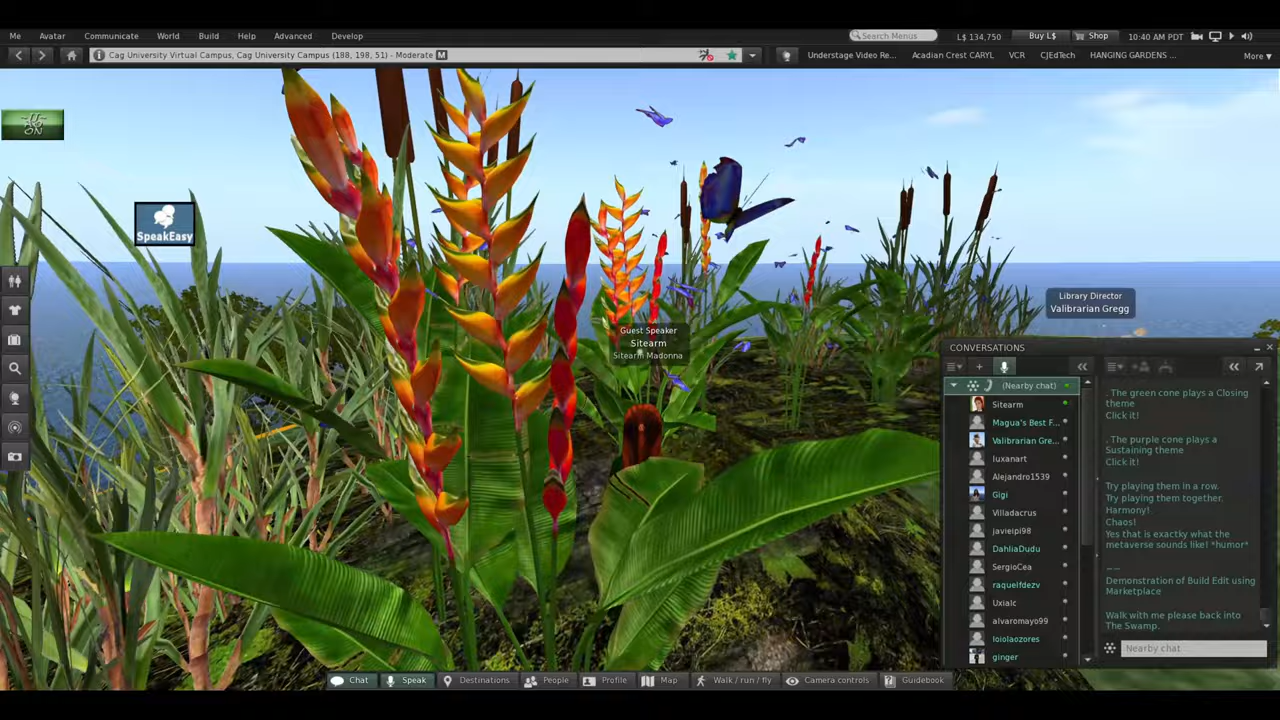 Me Avatar Communicate World Build Help Advanced Develop
Search Menus
L$ 134,750 Buy L$ Shop 10:40 AM PDT
Cag University Virtual Campus, Cag University Campus (188, 198, 51) - Moderate M
Understage Video Re... Acadian Crest CARYL VCR CJEdTech HANGING GARDENS ... More
ON
SpeakEasy
Guest Speaker
Sitearm
Sitearm Madonna
Library Director
Valibrarian Gregg
CONVERSATIONS
(Nearby chat)
Sitearm
Magua's Best F...
Valibrarian Gre...
luxanart
Alejandro1539
Gigi
Villadacrus
javieipi98
DahliaDudu
SergioCea
raquelfdezv
Uxialc
alvaromayo99
loiolaozores
ginger
. The green cone plays a Closing
theme
Click it!
. The purple cone plays a
Sustaining theme
Click it!
Try playing them in a row.
Try playing them together.
Harmony!
Chaos!
Yes that is exactky what the
metaverse sounds like! *humor*
---
Demonstration of Build Edit using
Marketplace
Walk with me please back into
The Swamp.
Nearby chat
Chat Speak Destinations People Profile Map Walk / run / fly Camera controls Guidebook